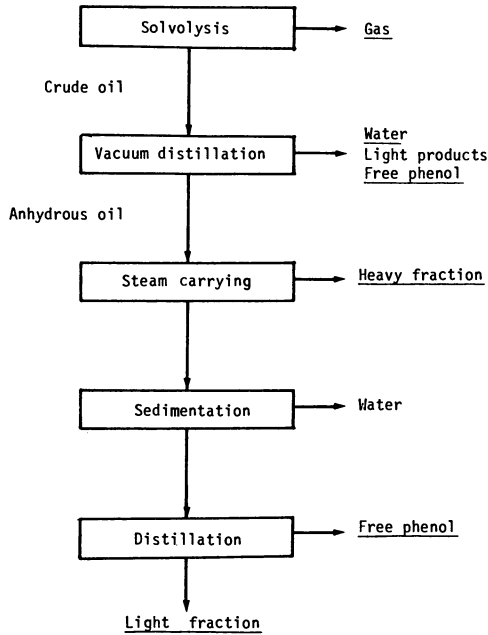 Solvolysis
Gas
Crude oil
Vacuum distillation
Water
Light products
Free phenol
Anhydrous oil
Steam carrying
Heavy fraction
Sedimentation
Water
Distillation
Free phenol
Light fraction